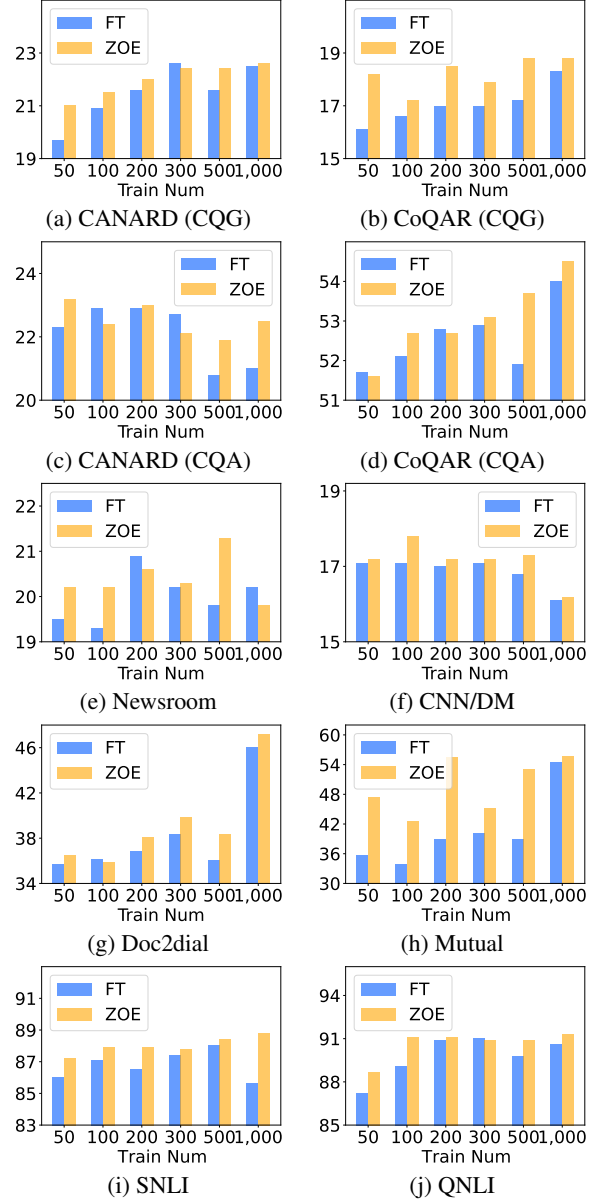 23
21
19
FT
ZOE
50 100 200 300 500 1,000
Train Num
(a) CANARD (CQG)
19
17
15
FT
ZOE
50 100 200 300 500 1,000
Train Num
(b) CoQAR (CQG)
24
22
20
FT
ZOE
50 100 200 300 500 1,000
Train Num
(c) CANARD (CQA)
54
53
52
51
FT
ZOE
50 100 200 300 500 1,000
Train Num
(d) CoQAR (CQA)
22
21
20
19
FT
ZOE
50 100 200 300 500 1,000
Train Num
(e) Newsroom
19
17
15
FT
ZOE
50 100 200 300 500 1,000
Train Num
(f) CNN/DM
46
42
38
34
FT
ZOE
50 100 200 300 500 1,000
Train Num
(g) Doc2dial
60
54
48
42
36
30
FT
ZOE
50 100 200 300 500 1,000
Train Num
(h) Mutual
91
89
87
85
83
FT
ZOE
50 100 200 300 500 1,000
Train Num
(i) SNLI
94
91
88
85
FT
ZOE
50 100 200 300 500 1,000
Train Num
(j) QNLI